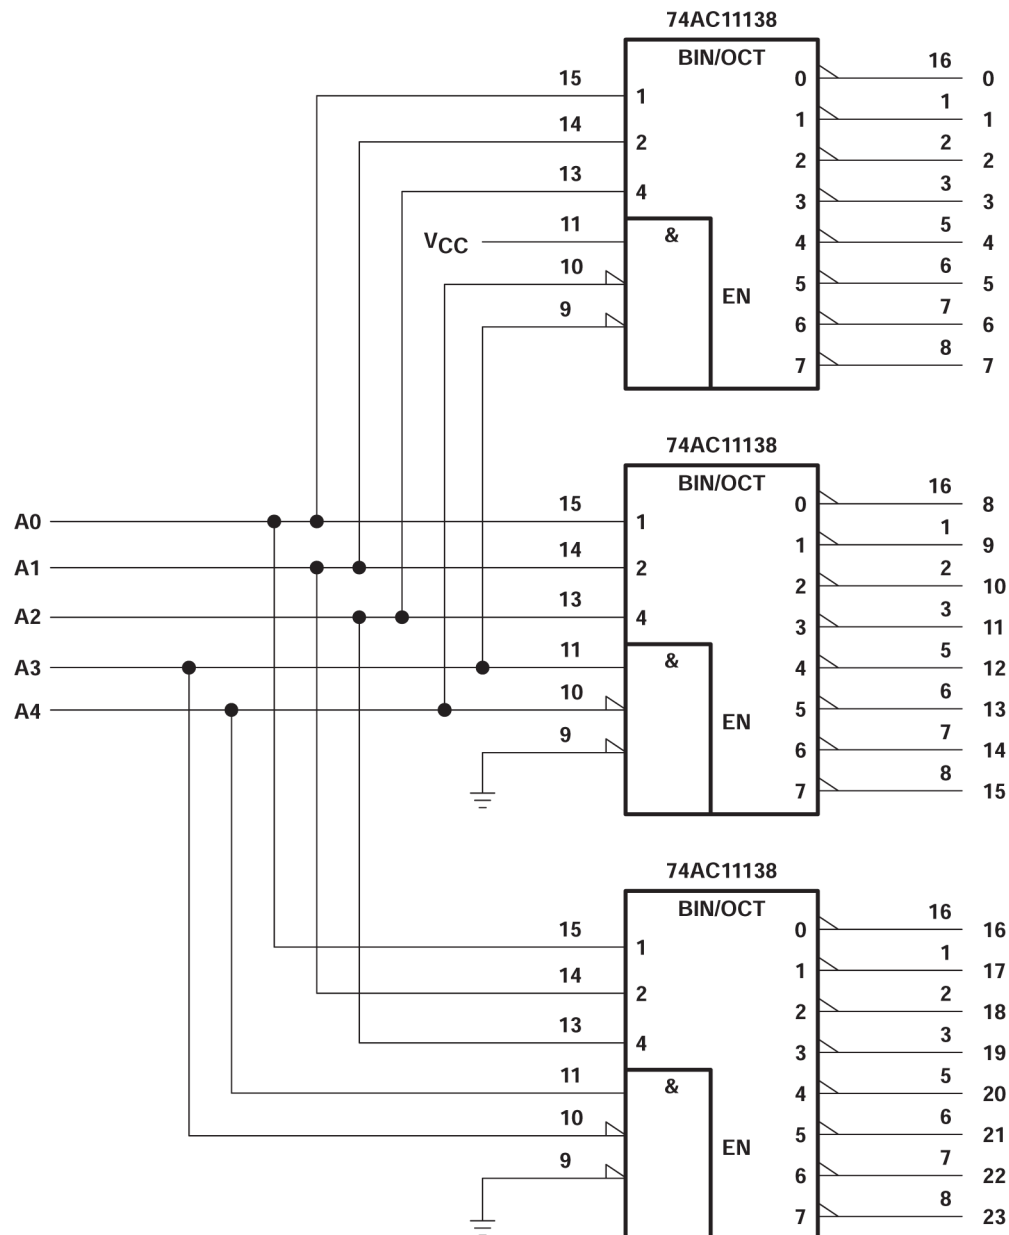 74AC11138
BIN/OCT
15 1
14 2
13 4
VCC 11 &
10
9
EN
0 16 0
1 1 1
2 2 2
3 3 3
4 5 4
5 6 5
6 7 6
7 8 7
74AC11138
BIN/OCT
A0 15 1
A1 14 2
A2 13 4
A3 11 &
A4 10
9
EN
0 16 8
1 1 9
2 2 10
3 3 11
4 5 12
5 6 13
6 7 14
7 8 15
74AC11138
BIN/OCT
15 1
14 2
13 4
11 &
10
9
EN
0 16 16
1 1 17
2 2 18
3 3 19
4 5 20
5 6 21
6 7 22
7 8 23